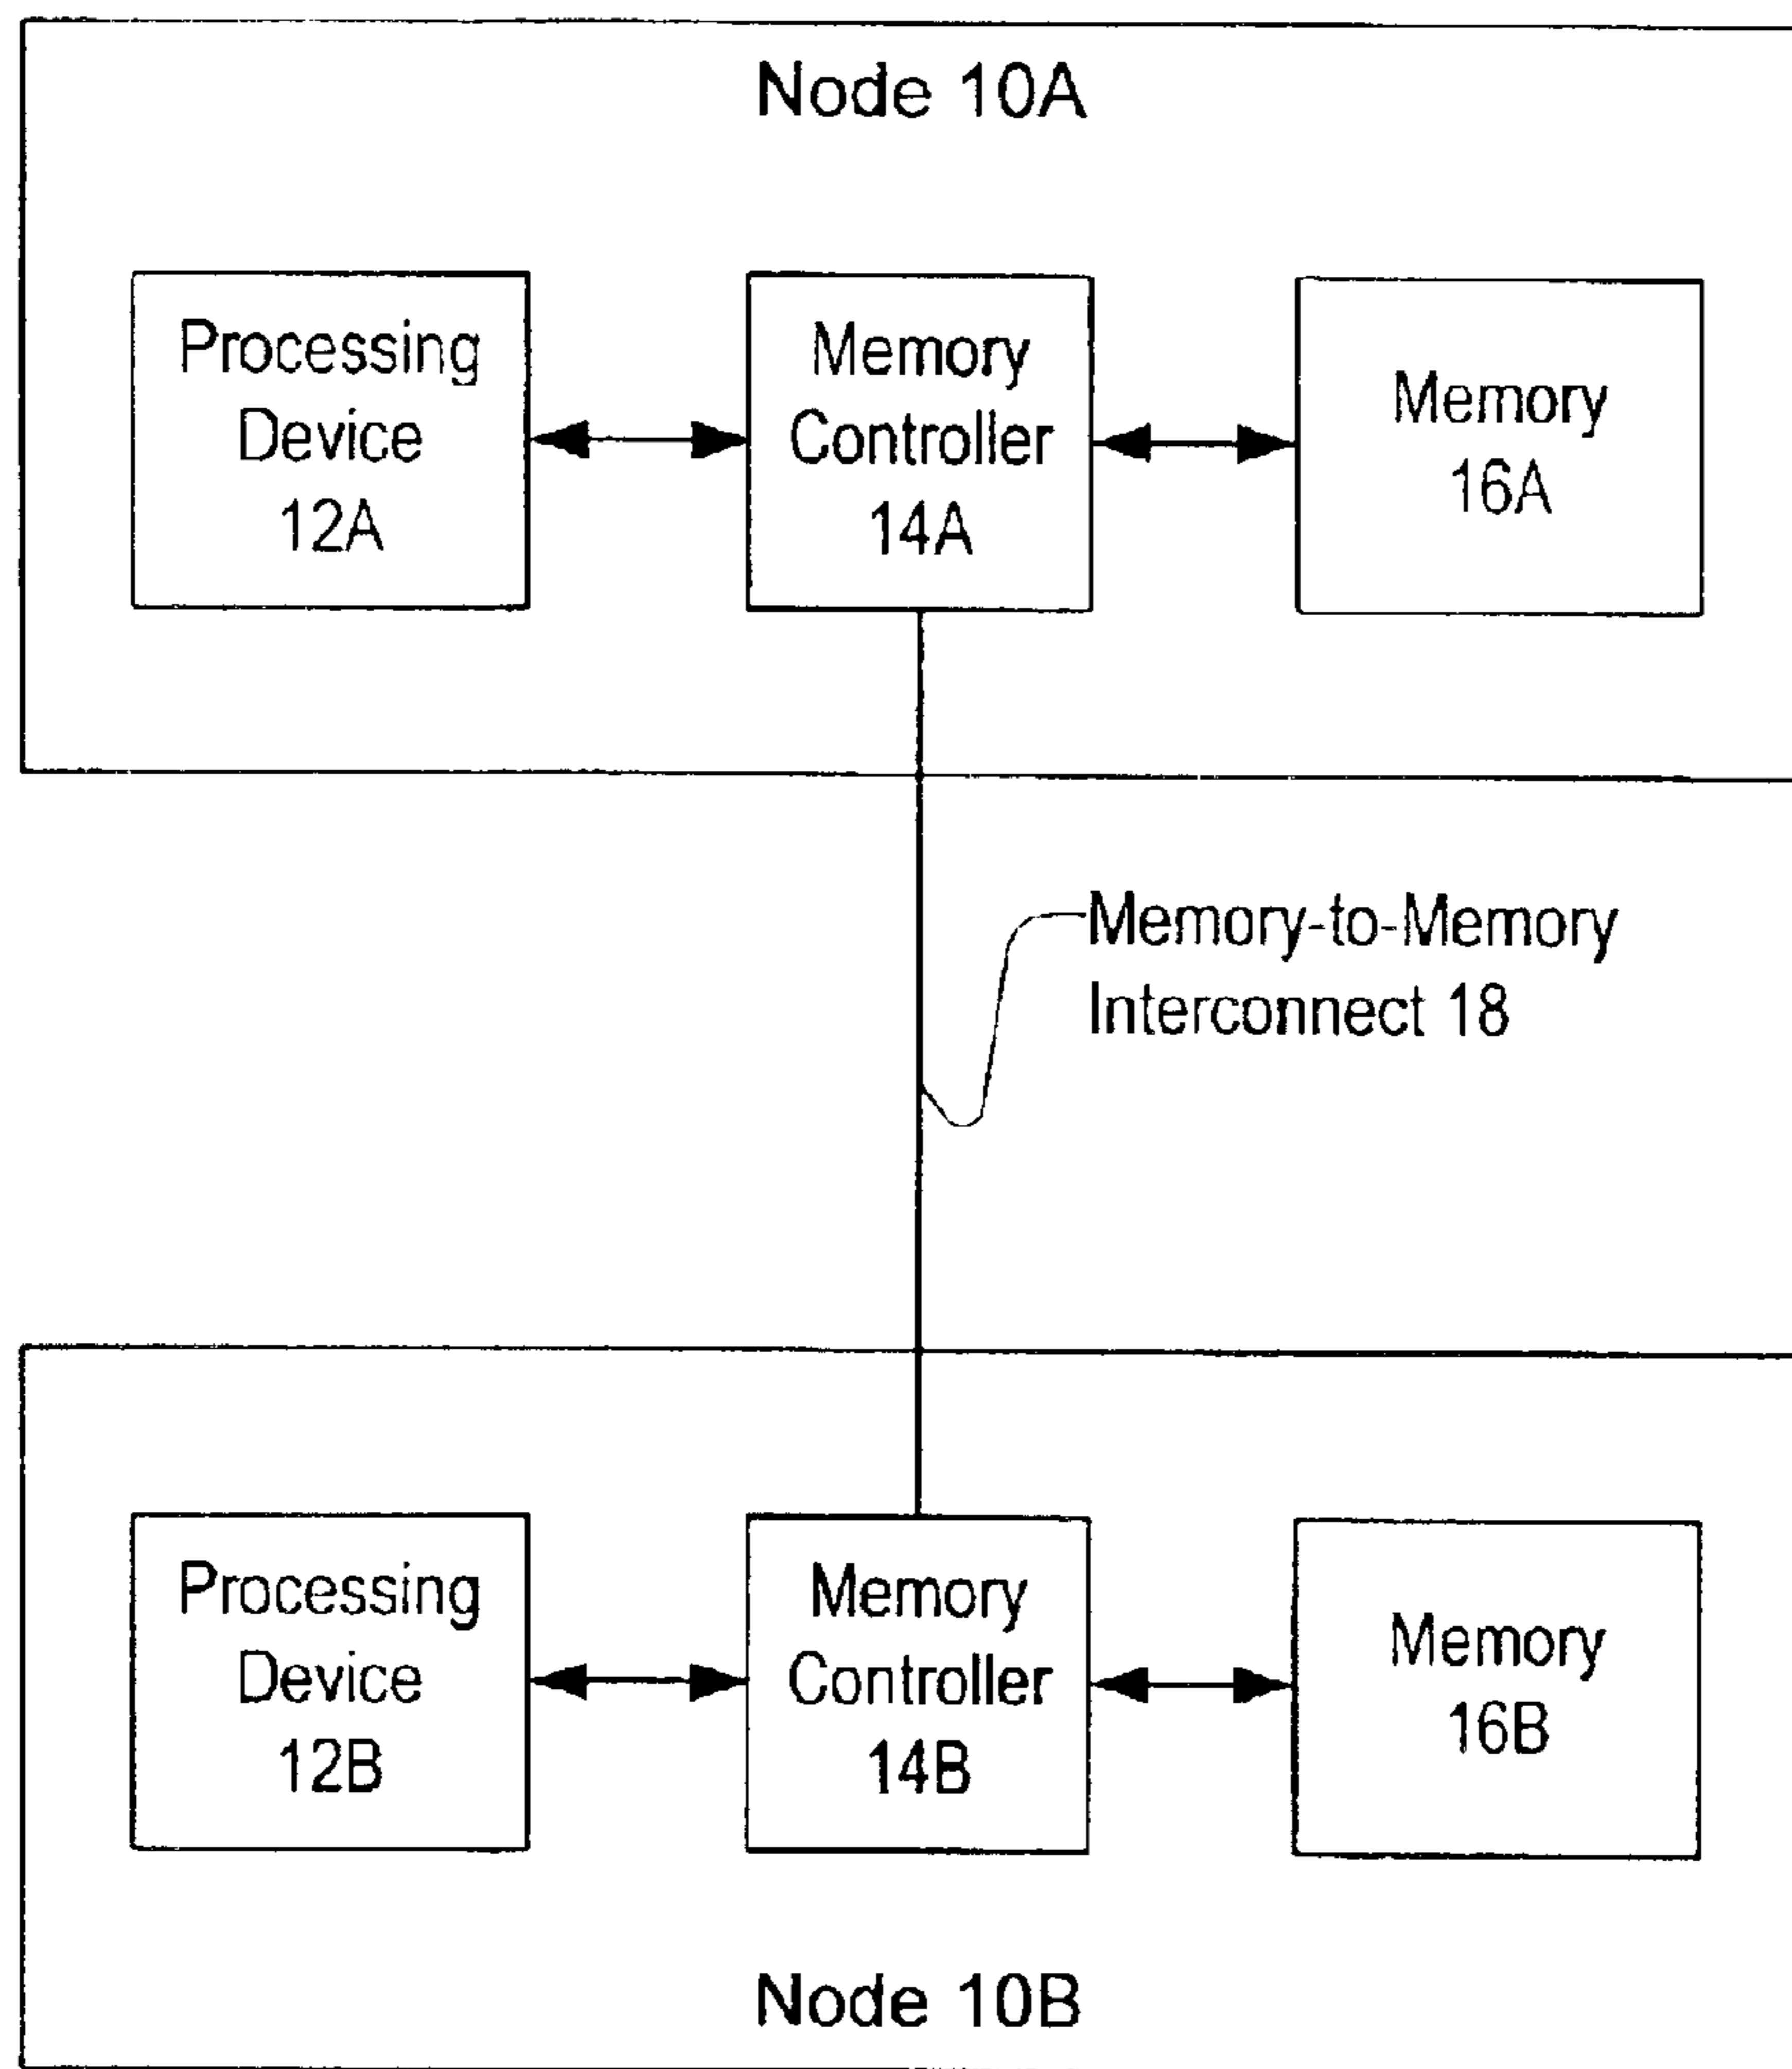 Node 10A
Processing
Device
12A
Memory
Controller
14A
Memory
16A
Memory-to-Memory
Interconnect 18
Processing
Device
12B
Memory
Controller
14B
Memory
16B
Node 10B